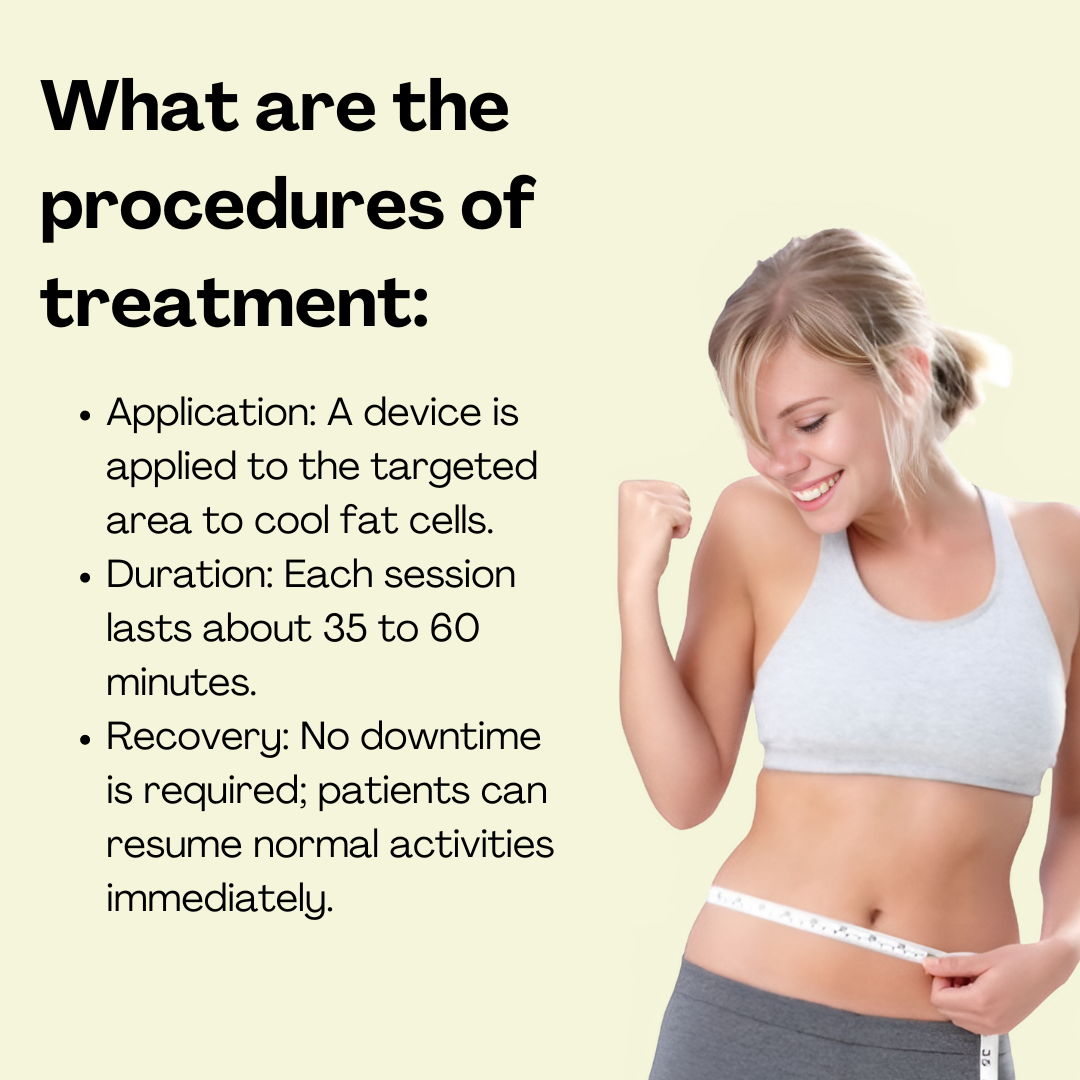 What are the
procedures of
treatment:
• Application: A device is
applied to the targeted
area to cool fat cells.
• Duration: Each session
lasts about 35 to 60
minutes.
• Recovery: No downtime
is required; patients can
resume normal activities
immediately.